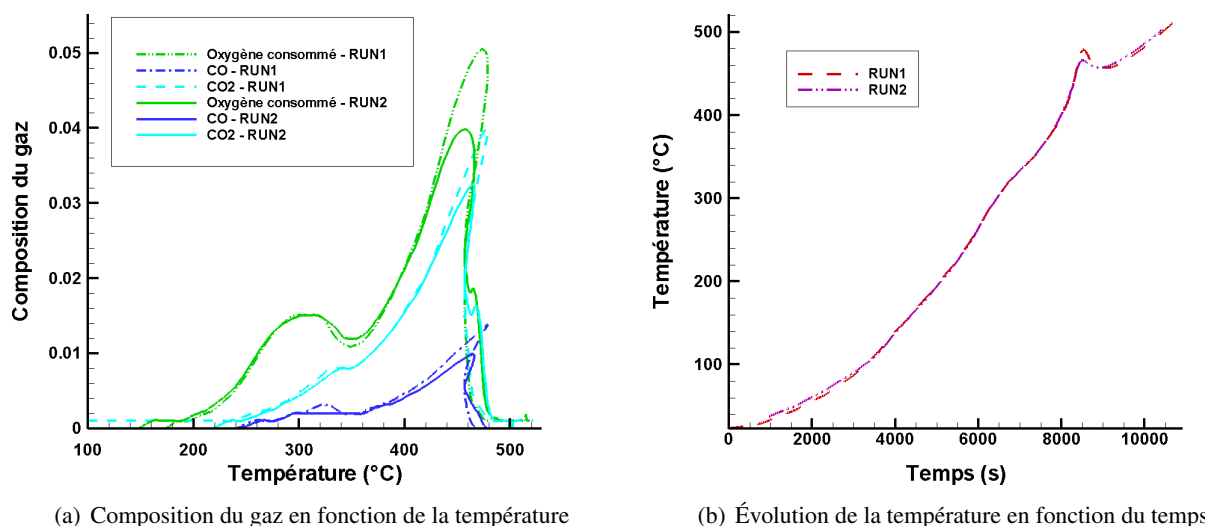 Composition du gaz
0.05
0.04
0.03
0.02
0.01
0
Oxygène consommé - RUN1
CO - RUN1
CO2 - RUN1
Oxygène consommé - RUN2
CO - RUN2
CO2 - RUN2
100
200
300
400
500
Température (°C)
(a) Composition du gaz en fonction de la température
Température (°C)
500
400
300
200
100
RUN1
RUN2
0
2000
4000
6000
8000
10000
Temps (s)
(b) Évolution de la température en fonction du temps